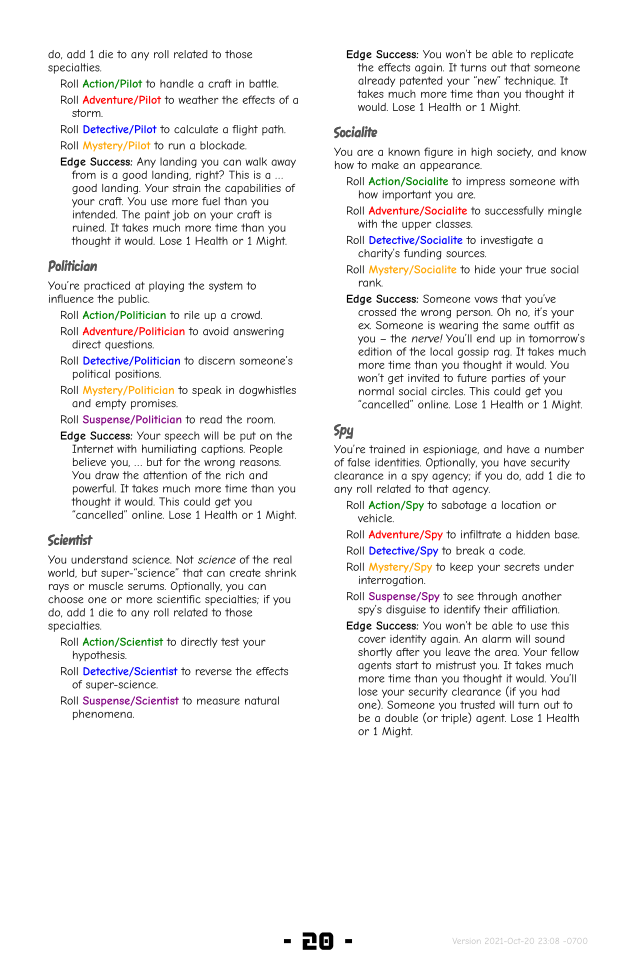 do, add 1 die to any roll related to those
specialties.
Roll Action/Pilot to handle a craft in battle.
Roll Adventure/Pilot to weather the effects of a
storm.
Roll Detective/Pilot to calculate a flight path.
Roll Mystery/Pilot to run a blockade.
Edge Success: Any landing you can walk away
from is a good landing, right? This is a ...
good landing. Your strain the capabilities of
your craft. You use more fuel than you
intended. The paint job on your craft is
ruined. It takes much more time than you
thought it would. Lose 1 Health or 1 Might.
Politician
You're practiced at playing the system to
influence the public.
Roll Action/Politician to rile up a crowd.
Roll Adventure/Politician to avoid answering
direct questions.
Roll Detective/Politician to discern someone's
political positions.
Roll Mystery/Politician to speak in dogwhistles
and empty promises.
Roll Suspense/Politician to read the room.
Edge Success: Your speech will be put on the
Internet with humiliating captions. People
believe you, ... but for the wrong reasons.
You draw the attention of the rich and
powerful. It takes much more time than you
thought it would. This could get you
"cancelled" online. Lose 1 Health or 1 Might.
Scientist
You understand science. Not science of the real
world, but super-"science" that can create shrink
rays or muscle serums. Optionally, you can
choose one or more scientific specialties; if you
do, add 1 die to any roll related to those
specialties.
Roll Action/Scientist to directly test your
hypothesis.
Roll Detective/Scientist to reverse the effects
of super-science.
Roll Suspense/Scientist to measure natural
phenomena.
Edge Success: You won't be able to replicate
the effects again. It turns out that someone
already patented your "new" technique. It
takes much more time than you thought it
would. Lose 1 Health or 1 Might.
Socialite
You are a known figure in high society, and know
how to make an appearance.
Roll Action/Socialite to impress someone with
how important you are.
Roll Adventure/Socialite to successfully mingle
with the upper classes.
Roll Detective/Socialite to investigate a
charity's funding sources.
Roll Mystery/Socialite to hide your true social
rank.
Edge Success: Someone vows that you've
crossed the wrong person. Oh no, it's your
ex. Someone is wearing the same outfit as
you – the nerve! You'll end up in tomorrow's
edition of the local gossip rag. It takes much
more time than you thought it would. You
won't get invited to future parties of your
normal social circles. This could get you
"cancelled" online. Lose 1 Health or 1 Might.
Spy
You're trained in espioniage, and have a number
of false identities. Optionally, you have security
clearance in a spy agency; if you do, add 1 die to
any roll related to that agency.
Roll Action/Spy to sabotage a location or
vehicle.
Roll Adventure/Spy to infiltrate a hidden base.
Roll Detective/Spy to break a code.
Roll Mystery/Spy to keep your secrets under
interrogation.
Roll Suspense/Spy to see through another
spy's disguise to identify their affiliation.
Edge Success: You won't be able to use this
cover identity again. An alarm will sound
shortly after you leave the area. Your fellow
agents start to mistrust you. It takes much
more time than you thought it would. You'll
lose your security clearance (if you had
one). Someone you trusted will turn out to
be a double (or triple) agent. Lose 1 Health
or 1 Might.
- 20 -
Version 2021-Oct-20 23:08 -0700